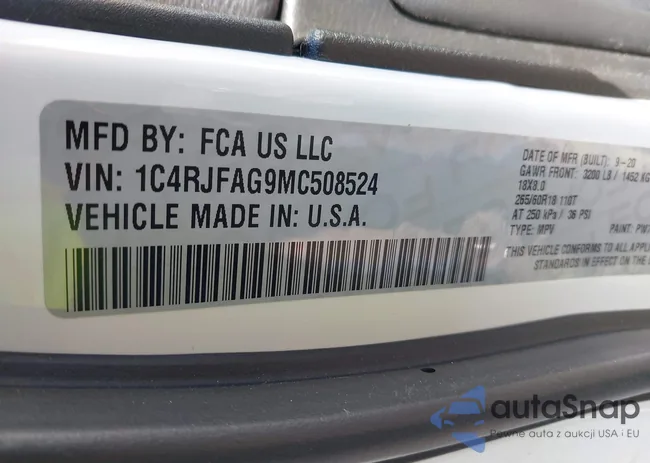 MFD BY: FCA US LLC
VIN: 1C4RJFAG9MC508524
VEHICLE MADE IN: U.S.A.
DATE OF MFR (BUILT): 9-20
GAWR FRONT: 3200 LB / 1452 KG
18X8.0
265/60R18 110T
AT 250 kPa / 36 PSI
TYPE: MPV PAINT:
THIS VEHICLE CONFORMS TO ALL APPL
STANDARDS IN EFFECT ON THE
autaSnap
Pewne auta z aukcji USA i EU